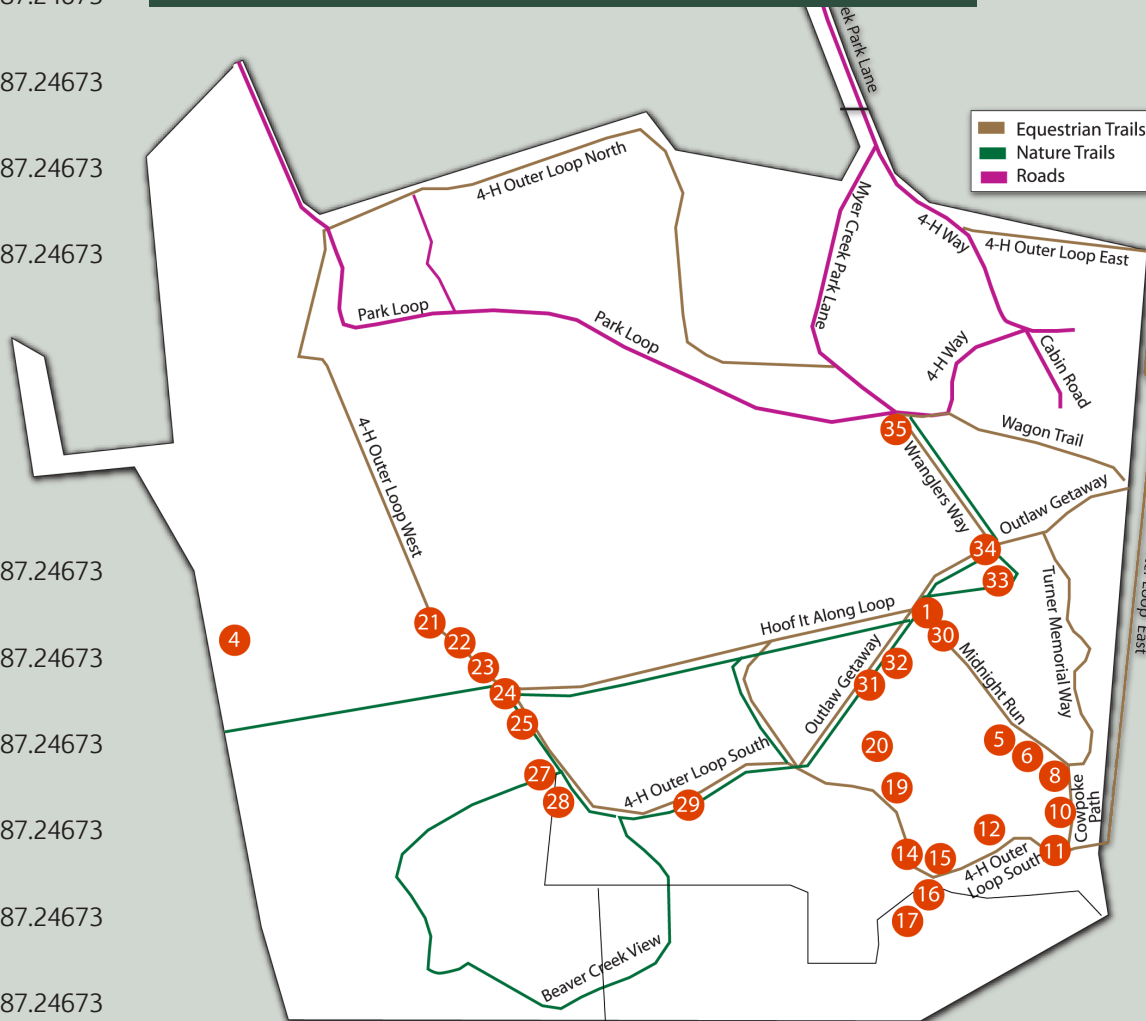 87.24673
87.24673
87.24673
87.24673
87.24673
87.24673
87.24673
87.24673
87.24673
87.24673
Park Lane
Equestrian Trails
Nature Trails
Roads
4-H Outer Loop North
Myer Creek Park Lane
4-H Way
4-H Outer Loop East
Park Loop
Park Loop
4-H Way
Cabin Road
4-H Outer Loop West
35
Wranglers Way
Wagon Trail
Outlaw Getaway
34
33
Turner Memorial Way
Loop East
Hoof It Along Loop
1
21
4
22
30
23
32
31
24
Outlaw Getaway
Midnight Run
25
5
20
6
27
8
4-H Outer Loop South
19
28
29
10
Cowpoke
Path
12
11
14
15
4-H Outer
Loop South
16
17
Beaver Creek View